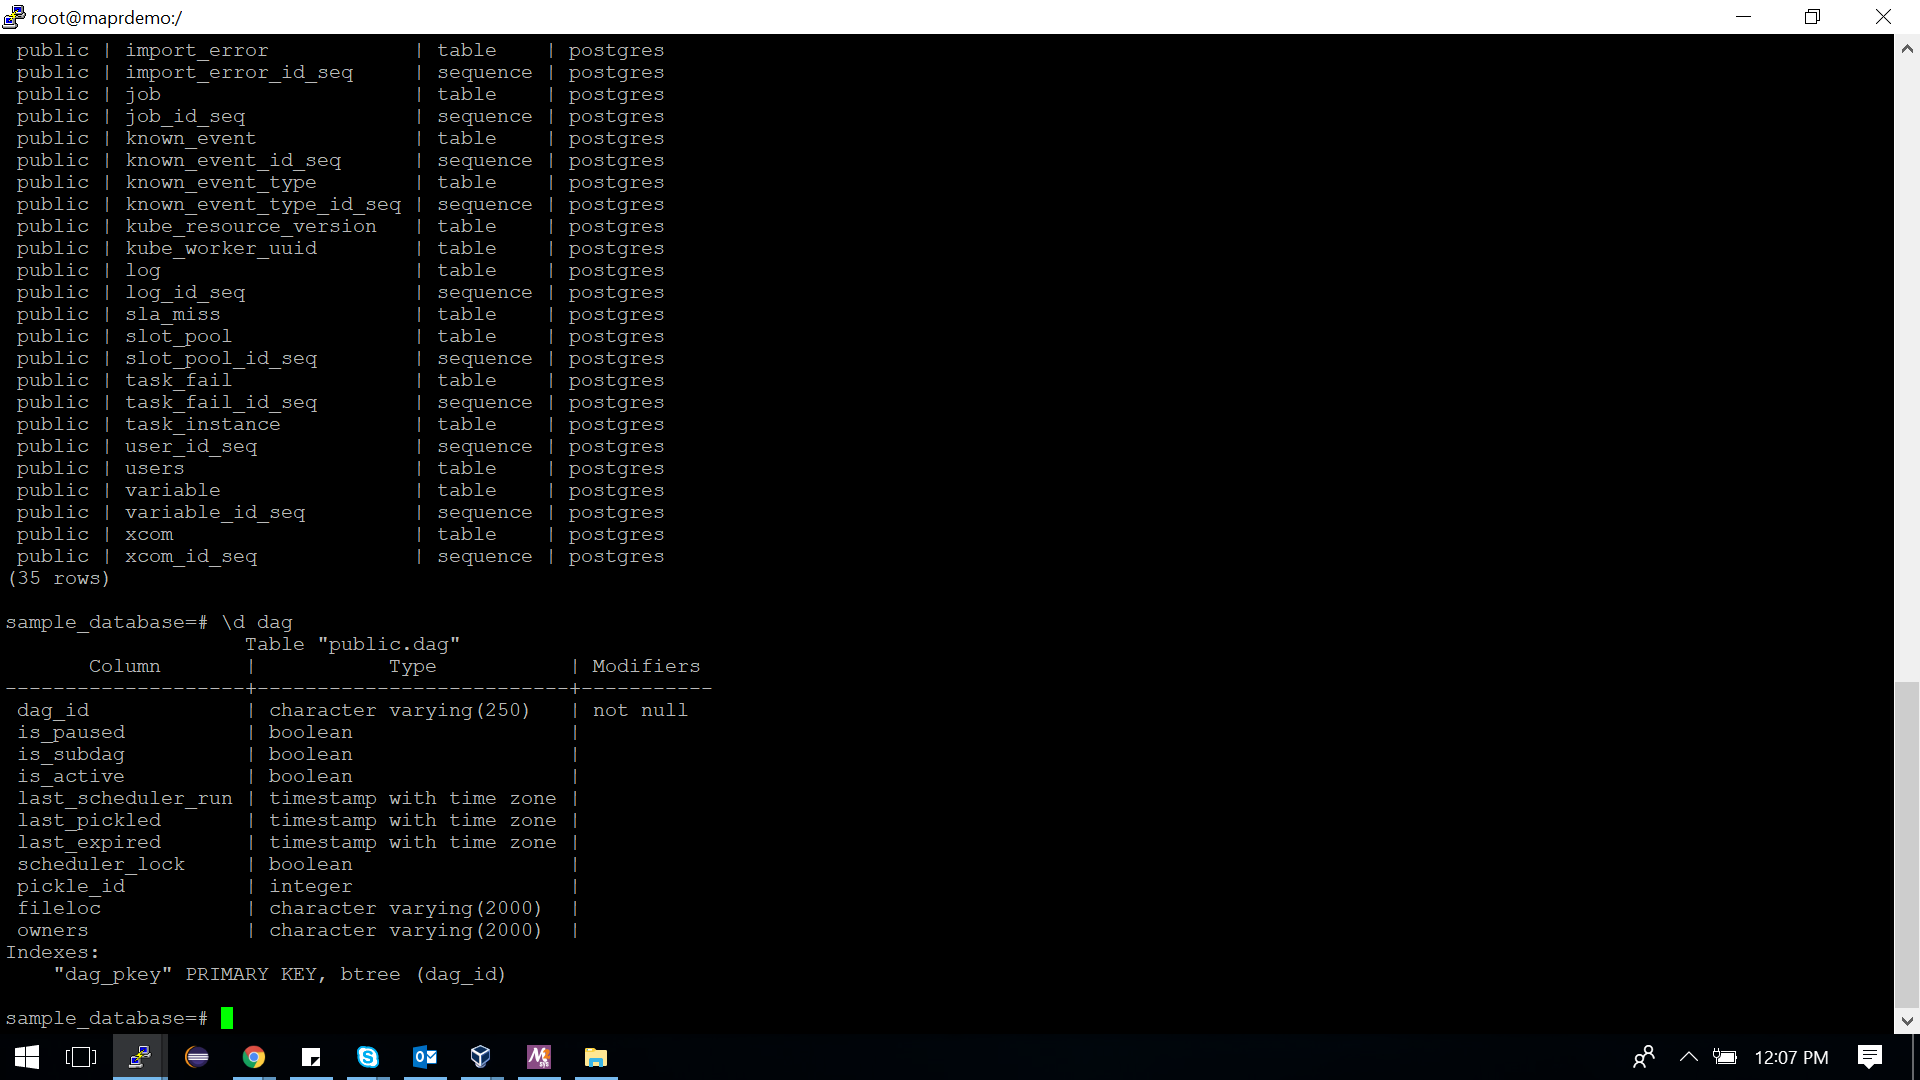 root@maprdemo:/
public | import_error | table | postgres
public | import_error_id_seq | sequence | postgres
public | job | table | postgres
public | job_id_seq | sequence | postgres
public | known_event | table | postgres
public | known_event_id_seq | sequence | postgres
public | known_event_type | table | postgres
public | known_event_type_id_seq | sequence | postgres
public | kube_resource_version | table | postgres
public | kube_worker_uuid | table | postgres
public | log | table | postgres
public | log_id_seq | sequence | postgres
public | sla_miss | table | postgres
public | slot_pool | table | postgres
public | slot_pool_id_seq | sequence | postgres
public | task_fail | table | postgres
public | task_fail_id_seq | sequence | postgres
public | task_instance | table | postgres
public | user_id_seq | sequence | postgres
public | users | table | postgres
public | variable | table | postgres
public | variable_id_seq | sequence | postgres
public | xcom | table | postgres
public | xcom_id_seq | sequence | postgres
(35 rows)
sample_database=# \d dag
Table "public.dag"
Column | Type | Modifiers
--------------------+--------------------------+-----------
dag_id | character varying(250) | not null
is_paused | boolean |
is_subdag | boolean |
is_active | boolean |
last_scheduler_run | timestamp with time zone |
last_pickled | timestamp with time zone |
last_expired | timestamp with time zone |
scheduler_lock | boolean |
pickle_id | integer |
fileloc | character varying(2000) |
owners | character varying(2000) |
Indexes:
"dag_pkey" PRIMARY KEY, btree (dag_id)
sample_database=#
12:07 PM